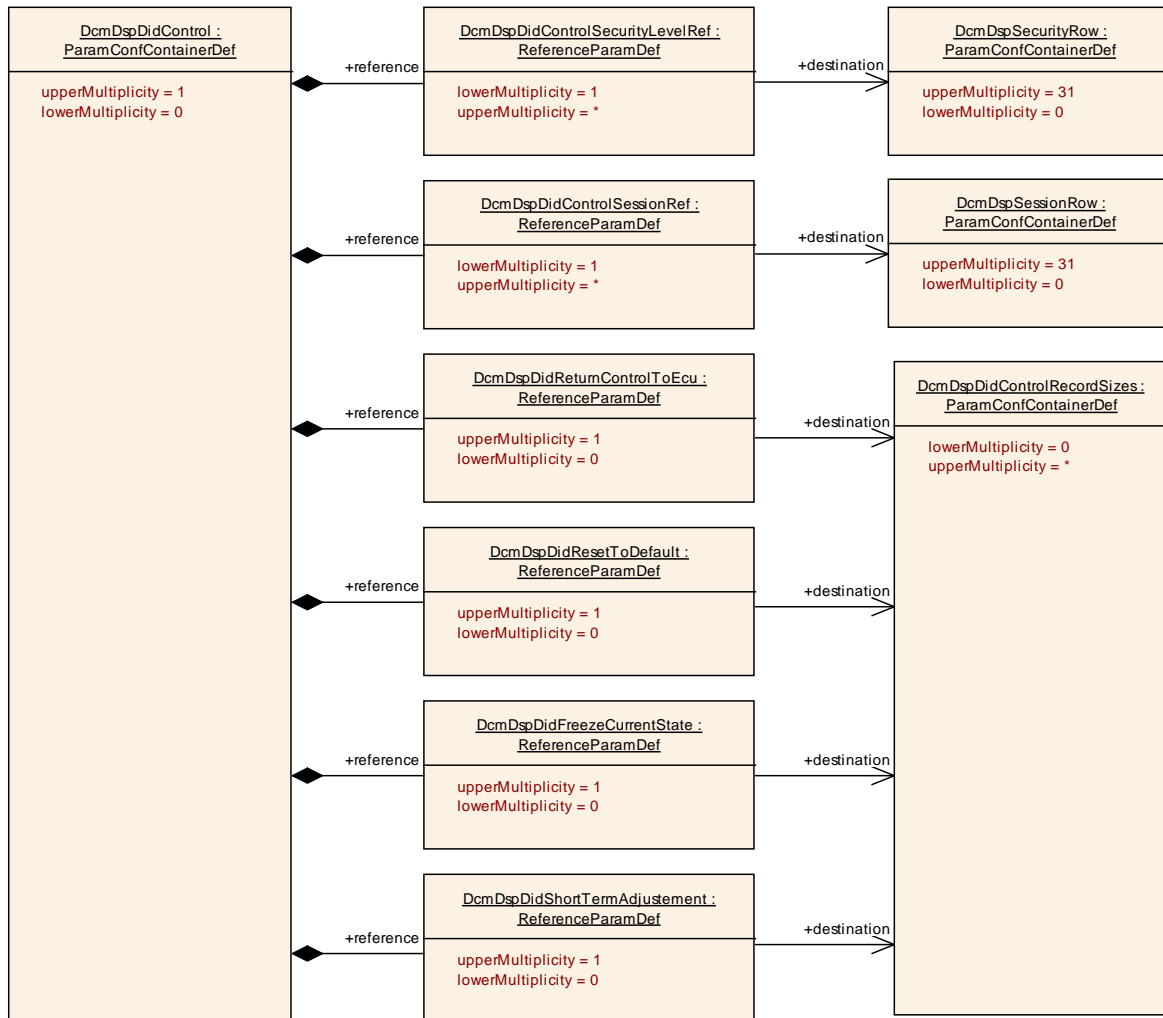 DcmDspDidControl :
ParamConfContainerDef
upperMultiplicity = 1
lowerMultiplicity = 0
+reference
DcmDspDidControlSecurityLevelRef :
ReferenceParamDef
lowerMultiplicity = 1
upperMultiplicity = *
+destination
DcmDspSecurityRow :
ParamConfContainerDef
upperMultiplicity = 31
lowerMultiplicity = 0
+reference
DcmDspDidControlSessionRef :
ReferenceParamDef
lowerMultiplicity = 1
upperMultiplicity = *
+destination
DcmDspSessionRow :
ParamConfContainerDef
upperMultiplicity = 31
lowerMultiplicity = 0
+reference
DcmDspDidReturnControlToEcu :
ReferenceParamDef
upperMultiplicity = 1
lowerMultiplicity = 0
+destination
DcmDspDidControlRecordSizes :
ParamConfContainerDef
lowerMultiplicity = 0
upperMultiplicity = *
+reference
DcmDspDidResetToDefault :
ReferenceParamDef
upperMultiplicity = 1
lowerMultiplicity = 0
+destination
+reference
DcmDspDidFreezeCurrentState :
ReferenceParamDef
upperMultiplicity = 1
lowerMultiplicity = 0
+destination
+reference
DcmDspDidShortTermAdjustement :
ReferenceParamDef
upperMultiplicity = 1
lowerMultiplicity = 0
+destination